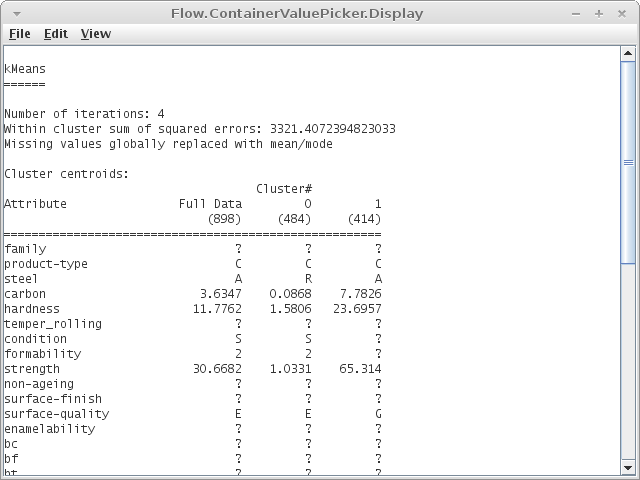 Flow.ContainerValuePicker.Display
File Edit View
kMeans
======
Number of iterations: 4
Within cluster sum of squared errors: 3321.4072394823033
Missing values globally replaced with mean/mode
Cluster centroids:
Cluster#
Attribute Full Data 0 1
(898) (484) (414)
======================================================
family ? ? ?
product-type C C C
steel A R A
carbon 3.6347 0.0868 7.7826
hardness 11.7762 1.5806 23.6957
temper_rolling ? ? ?
condition S S ?
formability 2 2 ?
strength 30.6682 1.0331 65.314
non-ageing ? ? ?
surface-finish ? ? ?
surface-quality E E G
enamelability ? ? ?
bc ? ? ?
bf ? ? ?
bt ? ? ?